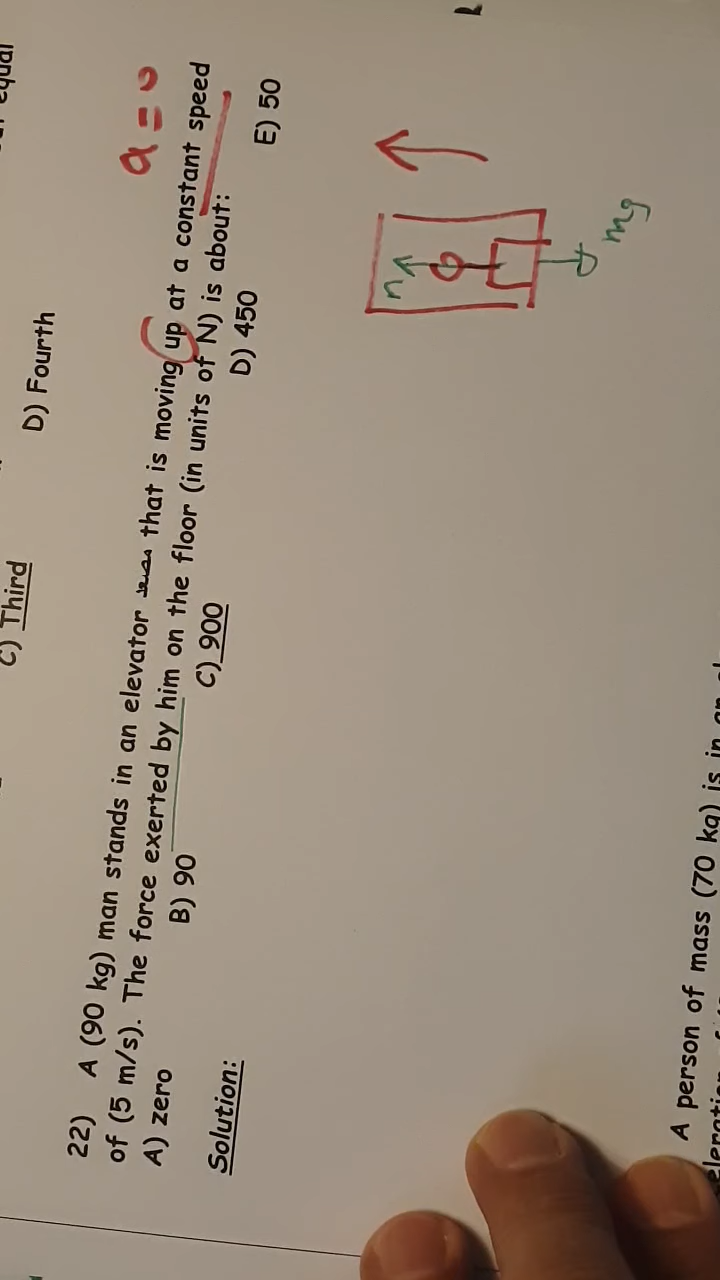 C) Third
D) Fourth
equal
a = 0
22) A (90 kg) man stands in an elevator that is moving up at a constant speed
of (5 m/s). The force exerted by him on the floor (in units of N) is about:
A) zero B) 90 C) 900 D) 450 E) 50
Solution:
n
mg
A person of mass (70 kg) is in an